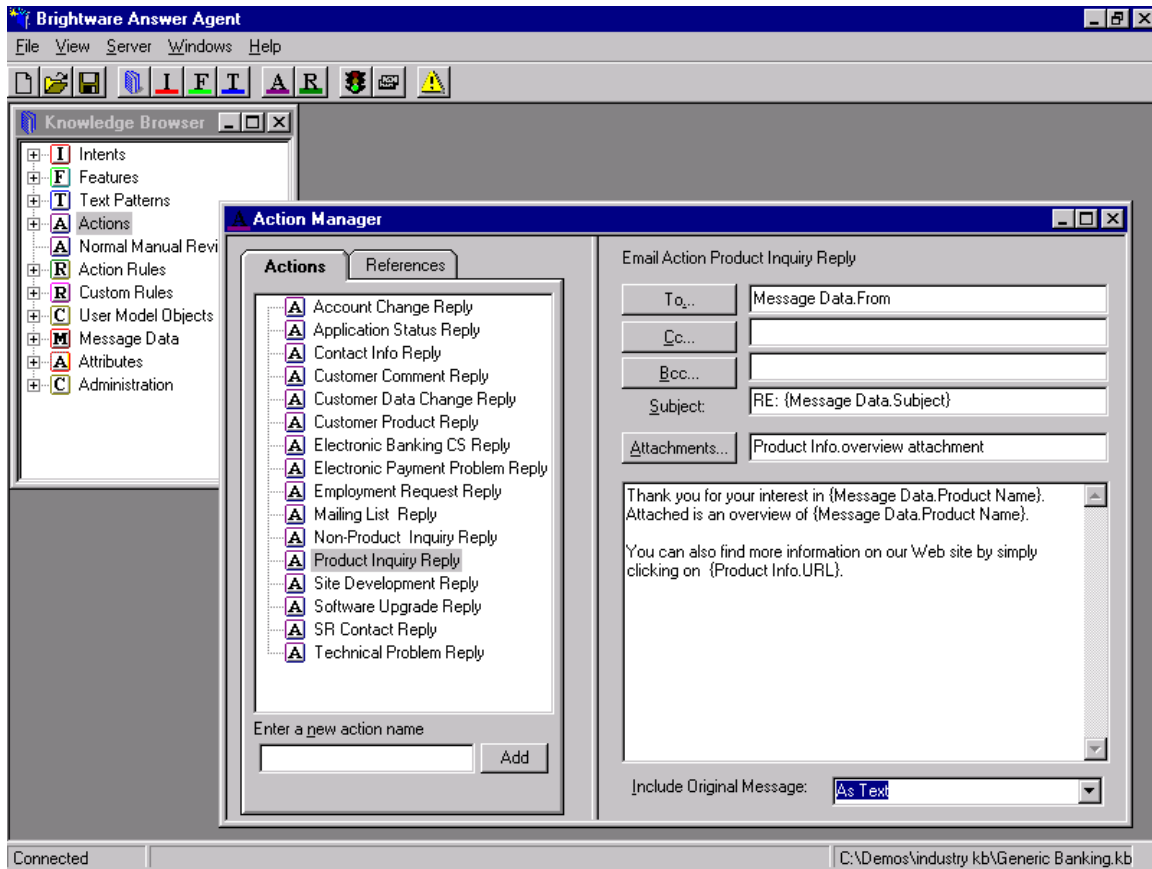 Brightware Answer Agent
File View Server Windows Help
I F T A R
Knowledge Browser
I Intents
F Features
T Text Patterns
A Actions
A Normal Manual Revi
R Action Rules
R Custom Rules
C User Model Objects
M Message Data
A Attributes
C Administration
A Action Manager
Actions References
A Account Change Reply
A Application Status Reply
A Contact Info Reply
A Customer Comment Reply
A Customer Data Change Reply
A Customer Product Reply
A Electronic Banking CS Reply
A Electronic Payment Problem Reply
A Employment Request Reply
A Mailing List Reply
A Non-Product Inquiry Reply
A Product Inquiry Reply
A Site Development Reply
A Software Upgrade Reply
A SR Contact Reply
A Technical Problem Reply
Enter a new action name
Add
Email Action Product Inquiry Reply
To... Message Data.From
Cc...
Bcc...
Subject: RE: {Message Data.Subject}
Attachments... Product Info.overview attachment
Thank you for your interest in {Message Data.Product Name}.
Attached is an overview of {Message Data.Product Name}.
You can also find more information on our Web site by simply
clicking on {Product Info.URL}.
Include Original Message: As Text
Connected C:\Demos\industry kb\Generic Banking.kb